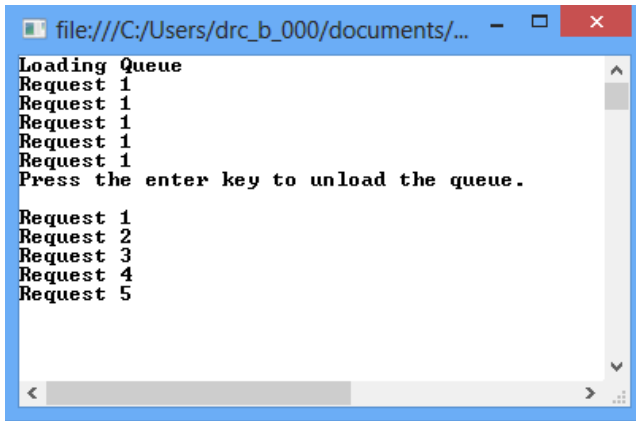 file:///C:/Users/drc_b_000/documents/...
Loading Queue
Request 1
Request 1
Request 1
Request 1
Request 1
Press the enter key to unload the queue.
Request 1
Request 2
Request 3
Request 4
Request 5